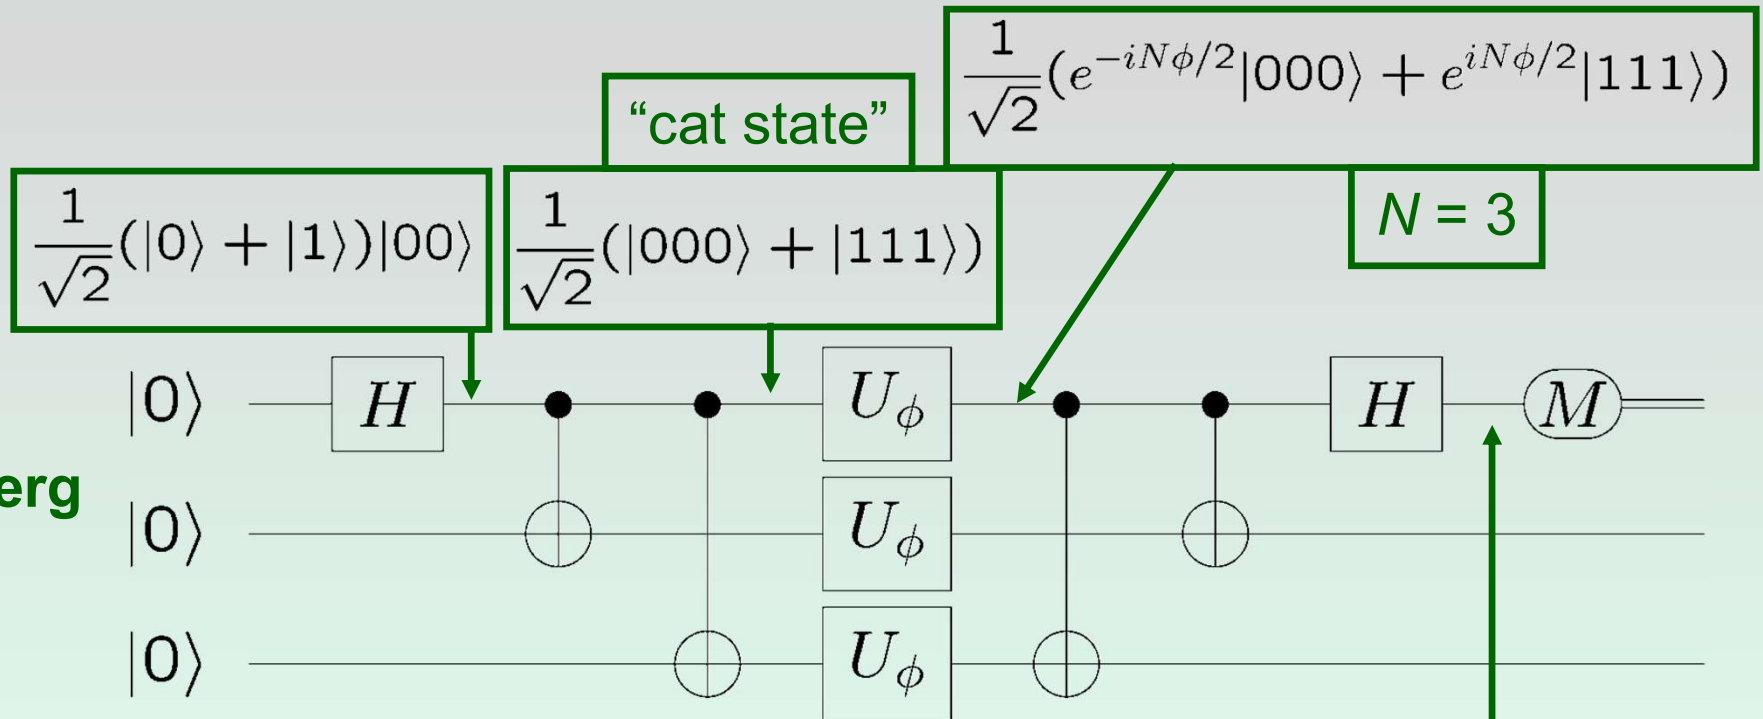 1/√2(e^{-iNϕ/2}|000⟩ + e^{iNϕ/2}|111⟩)
“cat state”
N = 3
1/√2(|0⟩ + |1⟩)|00⟩
1/√2(|000⟩ + |111⟩)
|0⟩ H U_ϕ H M
erg
|0⟩ U_ϕ
|0⟩ U_ϕ